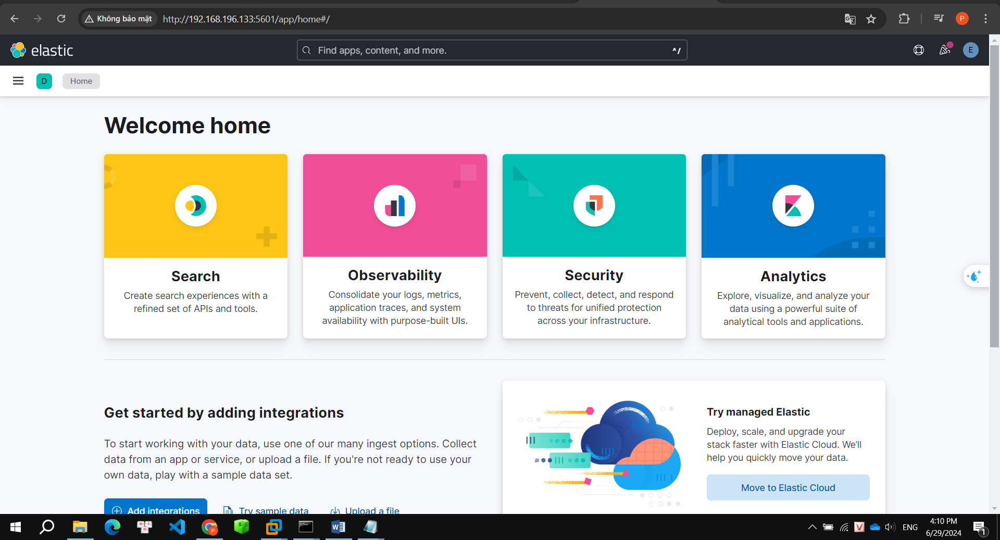 Không bảo mật
http://192.168.196.133:5601/app/home#/
P
elastic
Find apps, content, and more.
^/
E
D
Home
Welcome home
Search
Create search experiences with a
refined set of APIs and tools.
Observability
Consolidate your logs, metrics,
application traces, and system
availability with purpose-built UIs.
Security
Prevent, collect, detect, and respond
to threats for unified protection
across your infrastructure.
Analytics
Explore, visualize, and analyze your
data using a powerful suite of
analytical tools and applications.
Get started by adding integrations
To start working with your data, use one of our many ingest options. Collect
data from an app or service, or upload a file. If you're not ready to use your
own data, play with a sample data set.
Add integrations
Try sample data
Upload a file
Try managed Elastic
Deploy, scale, and upgrade your
stack faster with Elastic Cloud. We’ll
help you quickly move your data.
Move to Elastic Cloud
P
W
V
ENG
4:10 PM
6/29/2024
1